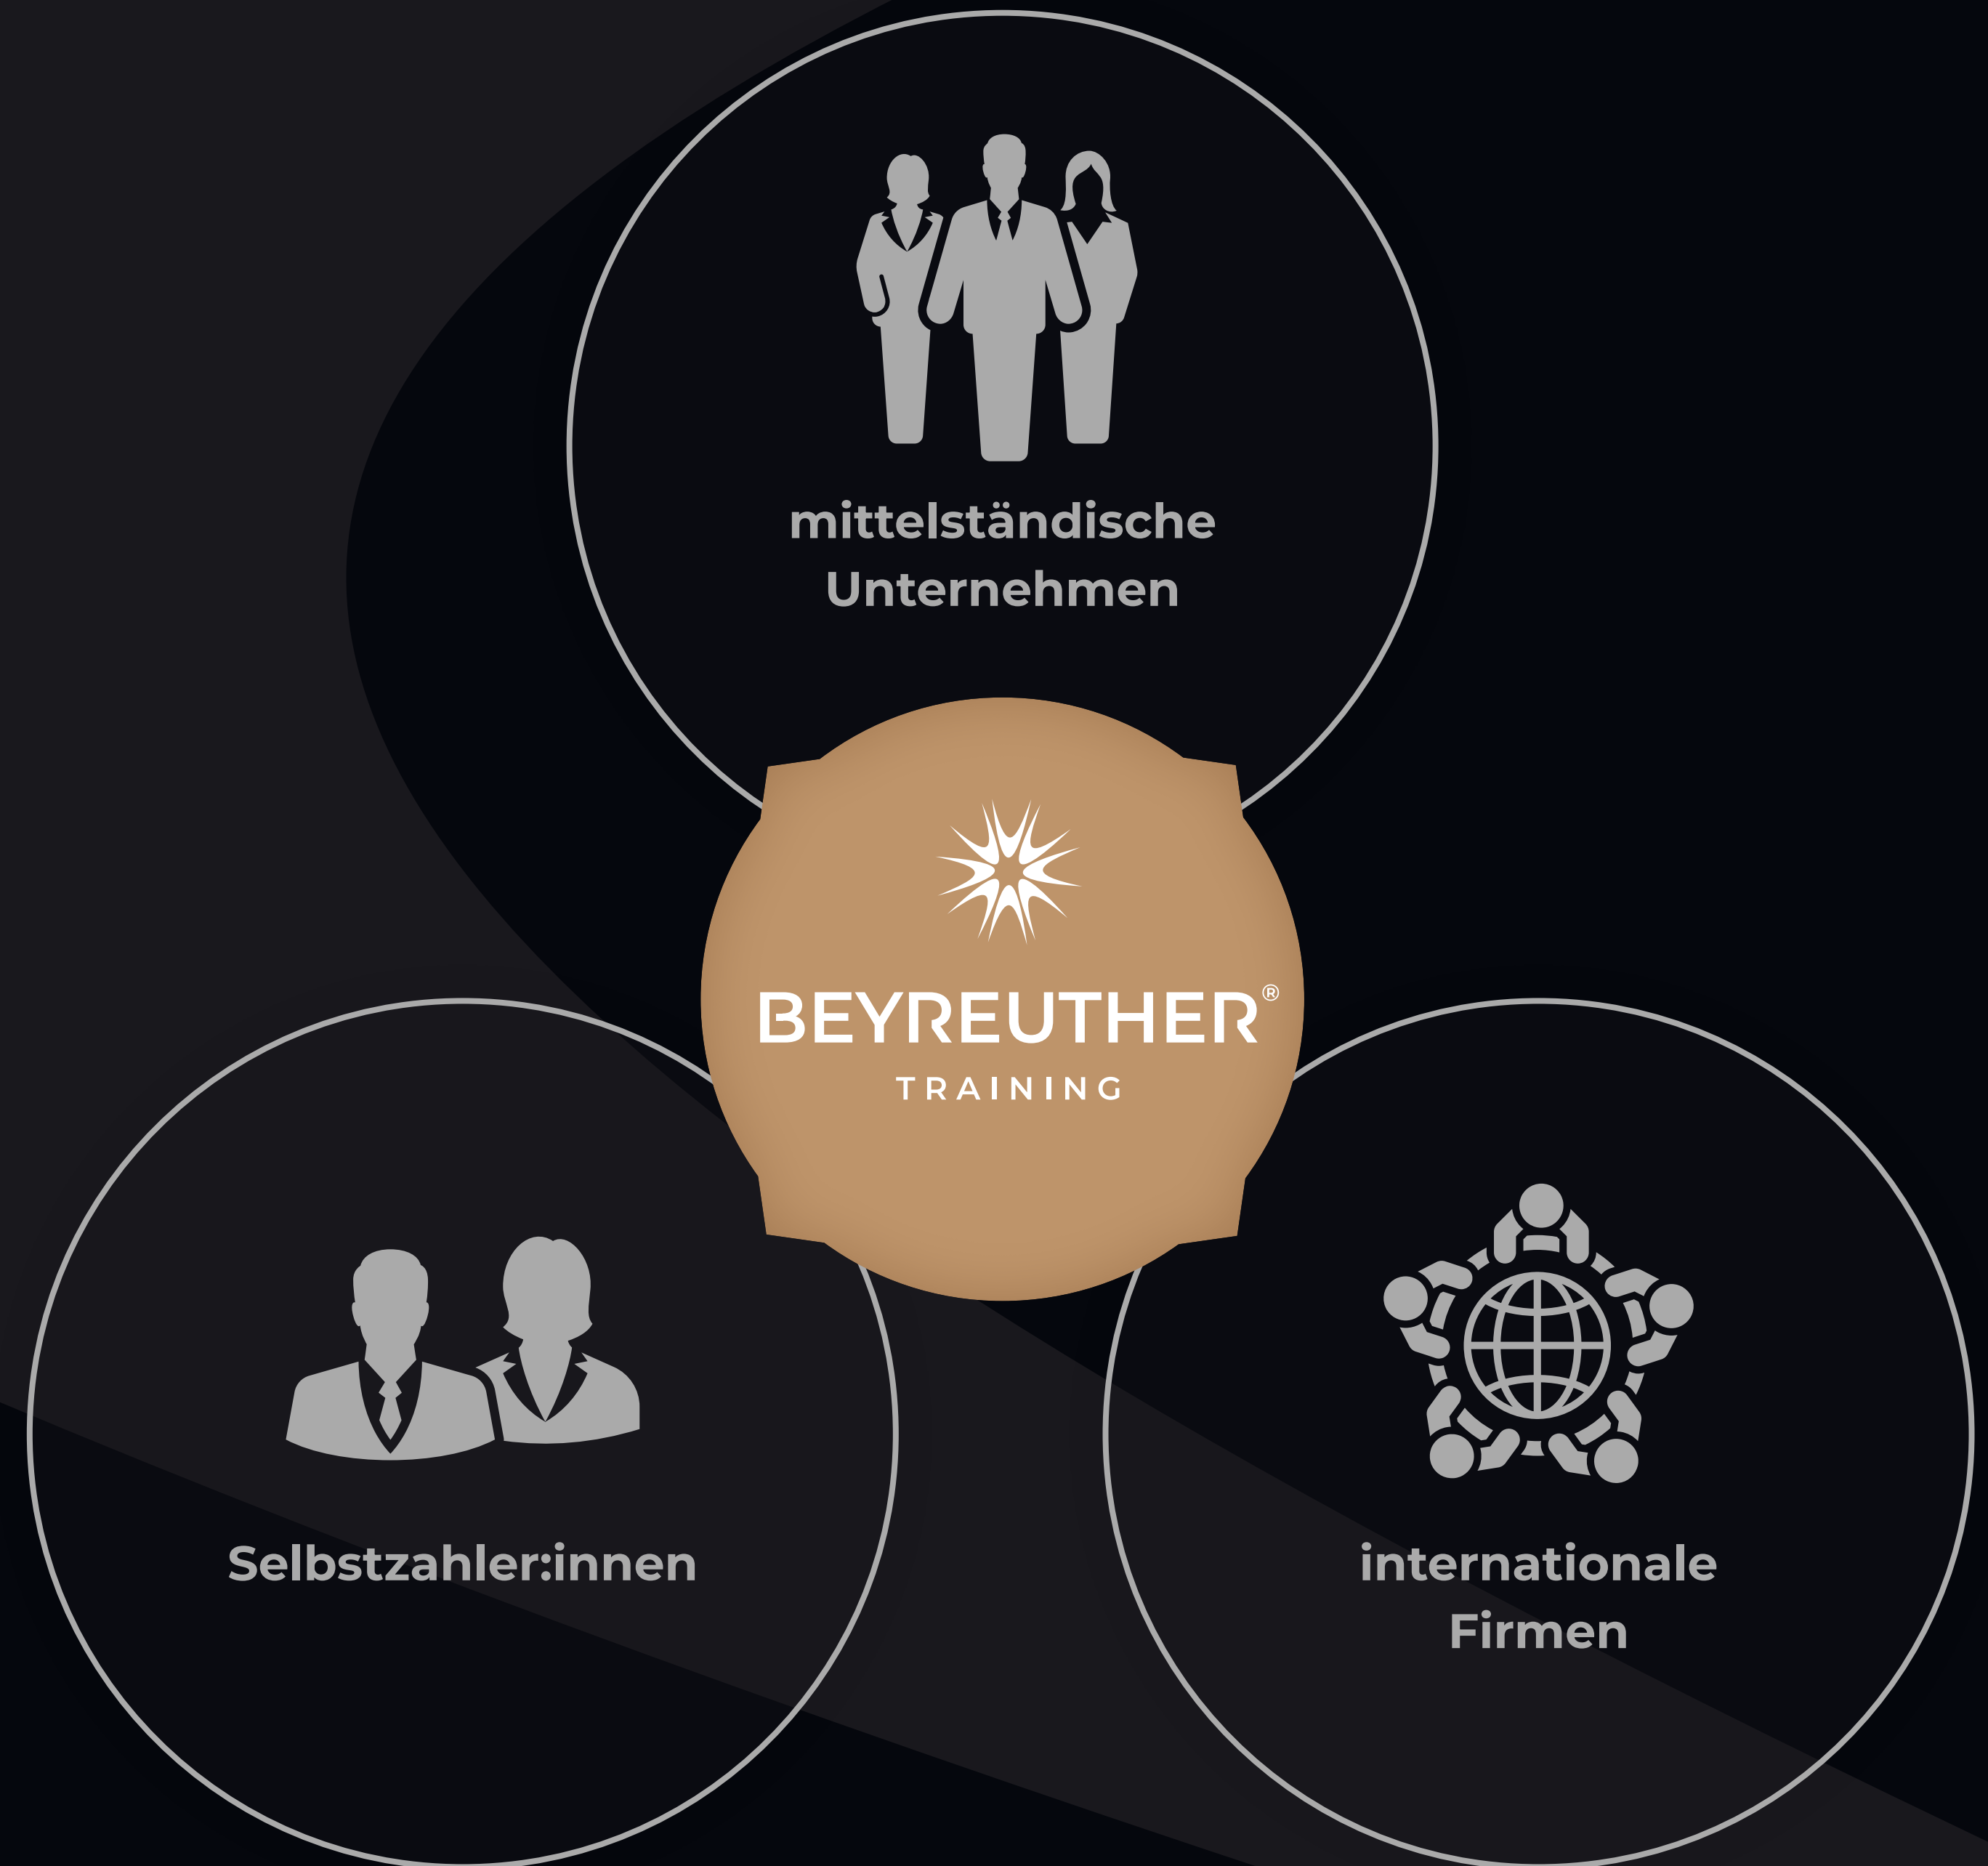 mittelständische
Unternehmen
BEYREUTHER®
TRAINING
Selbstzahler:innen
internationale
Firmen